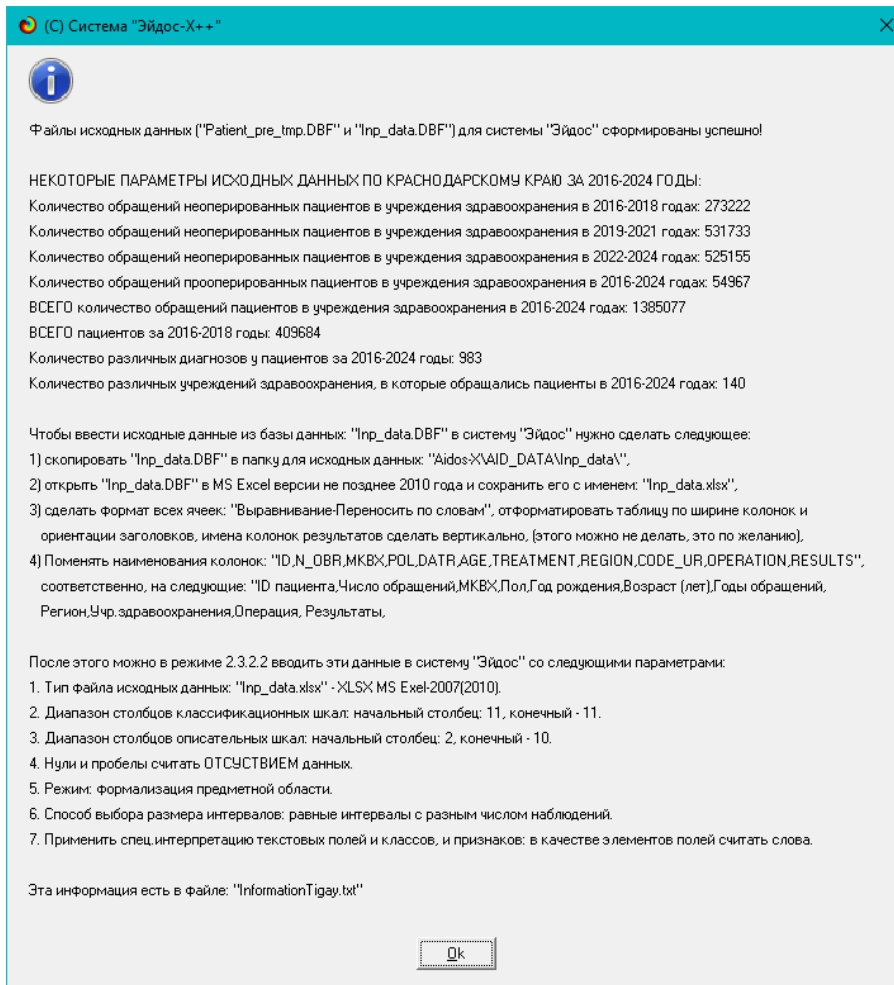 (C) Система "Эйдос-X++"
Файлы исходных данных ("Patient_pre_tmp.DBF" и "Inp_data.DBF") для системы "Эйдос" сформированы успешно!
НЕКОТОРЫЕ ПАРАМЕТРЫ ИСХОДНЫХ ДАННЫХ ПО КРАСНОДАРСКОМУ КРАЮ ЗА 2016-2024 ГОДЫ:
Количество обращений неоперированных пациентов в учреждения здравоохранения в 2016-2018 годах: 273222
Количество обращений неоперированных пациентов в учреждения здравоохранения в 2019-2021 годах: 531733
Количество обращений неоперированных пациентов в учреждения здравоохранения в 2022-2024 годах: 525155
Количество обращений прооперированных пациентов в учреждения здравоохранения в 2016-2024 годах: 54967
ВСЕГО количество обращений пациентов в учреждения здравоохранения в 2016-2024 годах: 1385077
ВСЕГО пациентов за 2016-2018 годы: 409684
Количество различных диагнозов у пациентов за 2016-2024 годы: 983
Количество различных учреждений здравоохранения, в которые обращались пациенты в 2016-2024 годах: 140
Чтобы ввести исходные данные из базы данных: "Inp_data.DBF" в систему "Эйдос" нужно сделать следующее:
1) скопировать "Inp_data.DBF" в папку для исходных данных: "Aidos-X\AID_DATA\Inp_data\",
2) открыть "Inp_data.DBF" в MS Excel версии не позднее 2010 года и сохранить его с именем: "Inp_data.xlsx",
3) сделать формат всех ячеек: "Выравнивание-Переносить по словам", отформатировать таблицу по ширине колонок и
ориентации заголовков, имена колонок результатов сделать вертикально, (этого можно не делать, это по желанию),
4) Поменять наименования колонок: "ID,N_OBR,MKBX,POL,DATR,AGE,TREATMENT,REGION,CODE_UR,OPERATION,RESULTS",
соответственно, на следующие: "ID пациента,Число обращений,МКВХ,Пол,Год рождения,Возраст (лет),Годы обращений,
Регион,Учр.здравоохранения,Операция, Результаты,
После этого можно в режиме 2.3.2.2 вводить эти данные в систему "Эйдос" со следующими параметрами:
1. Тип файла исходных данных: "Inp_data.xlsx" - XLSX MS Exel-2007(2010).
2. Диапазон столбцов классификационных шкал: начальный столбец: 11, конечный - 11.
3. Диапазон столбцов описательных шкал: начальный столбец: 2, конечный - 10.
4. Нули и пробелы считать ОТСУСТВИЕМ данных.
5. Режим: формализация предметной области.
6. Способ выбора размера интервалов: равные интервалы с разным числом наблюдений.
7. Применить спец.интерпретацию текстовых полей и классов, и признаков: в качестве элементов полей считать слова.
Эта информация есть в файле: "InformationTigay.txt"
Ok